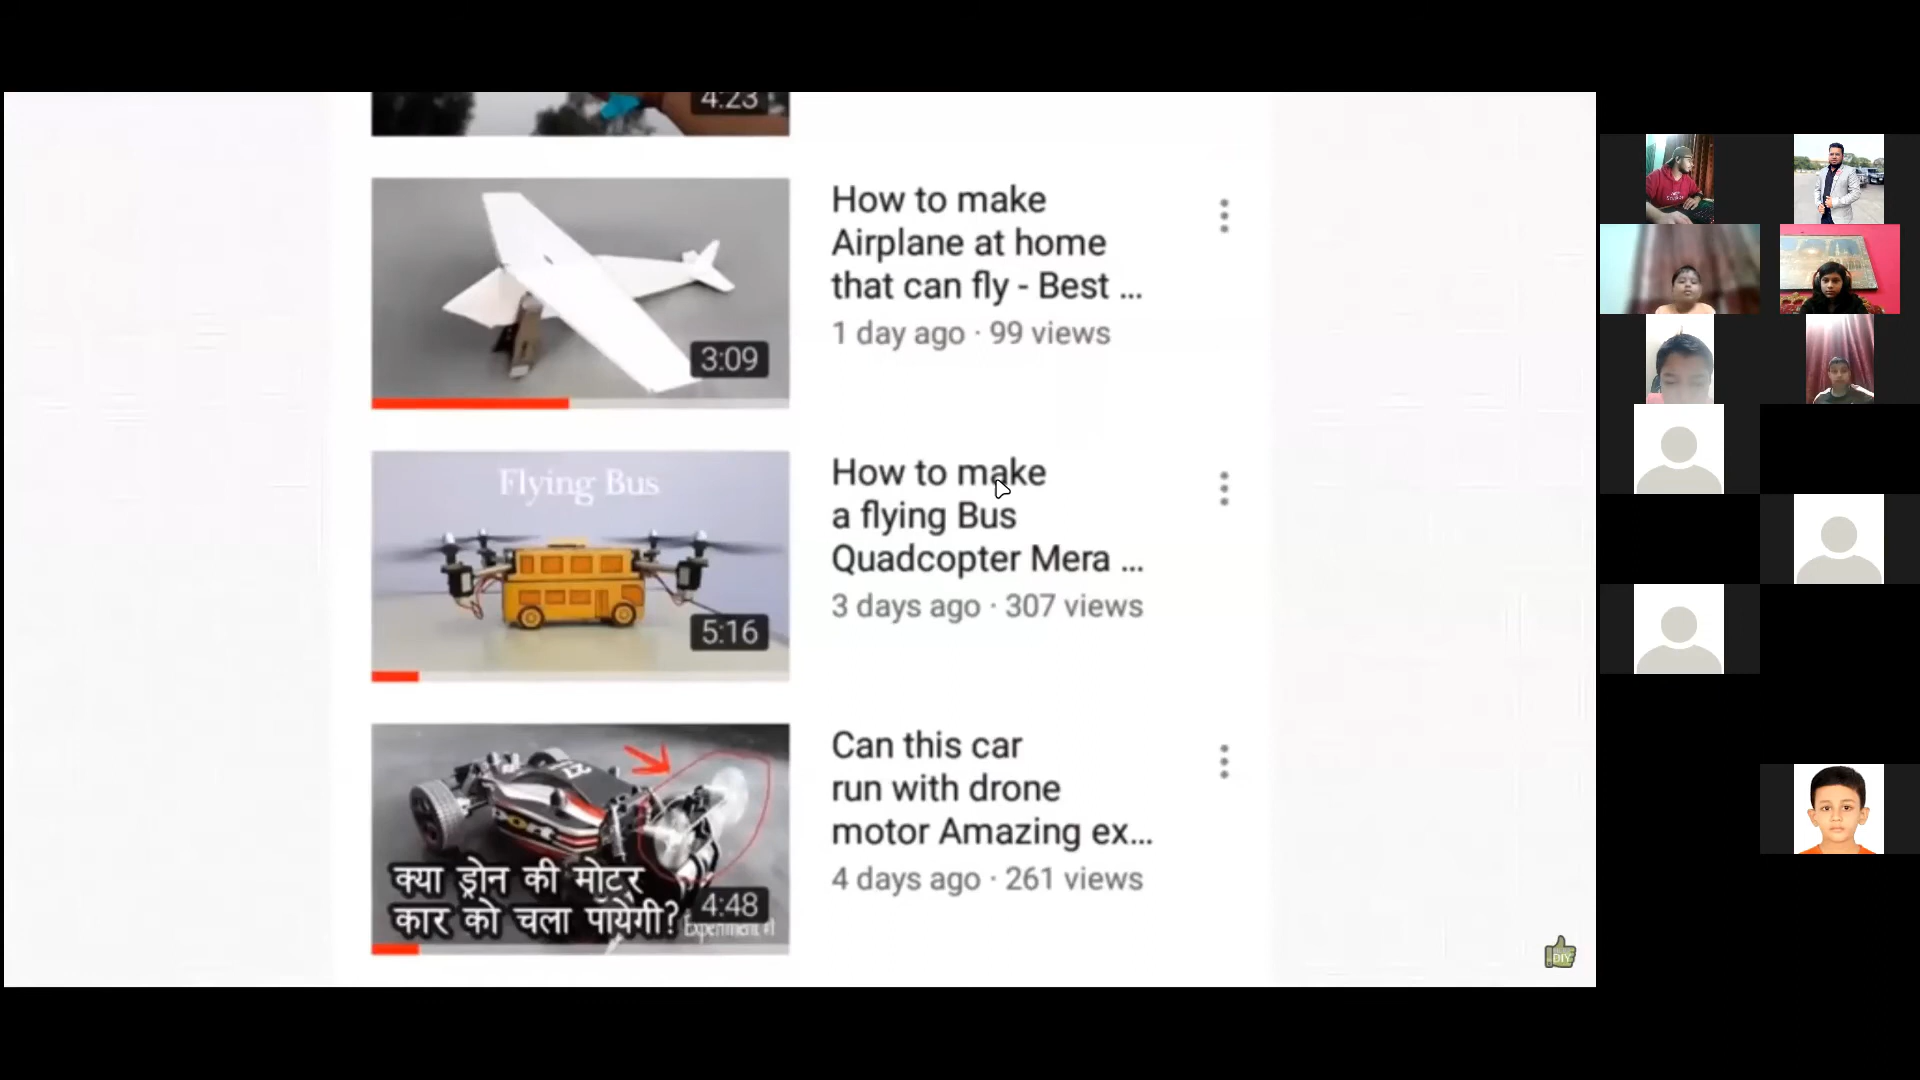 4:23
How to make
Airplane at home
that can fly - Best ...
1 day ago · 99 views
3:09
Flying Bus
How to make
a flying Bus
Quadcopter Mera ...
3 days ago · 307 views
5:16
Can this car
run with drone
motor Amazing ex...
4 days ago · 261 views
क्या ड्रोन की मोटर
कार को चला पायेगी?
4:48
DIY